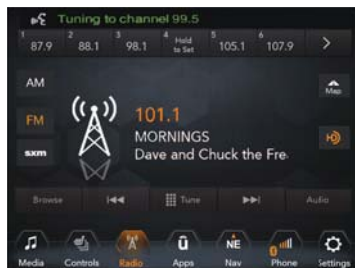 Tuning to channel 99.5
1 87.9 2 88.1 3 98.1 4 Hold to Set 5 105.1 6 107.9
AM
Map
FM
101.1
HD
MORNINGS
sxm
Dave and Chuck the Fre
Browse Tune Audio
ū NE
Media Controls Radio Apps Nav Phone Settings